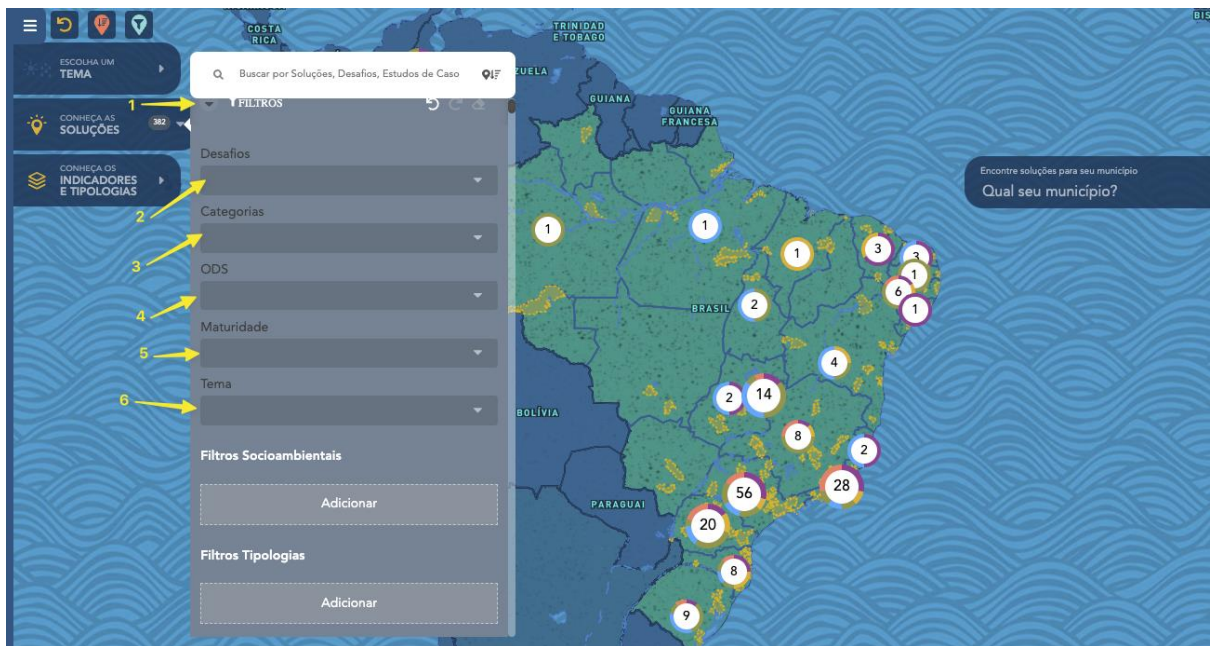 COSTA
RICA
TRINIDAD
E TOBAGO
BIS
ESCOLHA UM
TEMA
Buscar por Soluções, Desafios, Estudos de Caso
ZUELA
GUIANA
GUIANA
FRANCESA
1
FILTROS
CONHEÇA AS
SOLUÇÕES
382
Desafios
2
CONHEÇA OS
INDICADORES
E TIPOLOGIAS
Encontre soluções para seu município
Qual seu município?
Categorias
3
ODS
4
Maturidade
5
Tema
6
Filtros Socioambientais
Adicionar
Filtros Tipologias
Adicionar
1
1
1
3
3
1
6
1
BRASIL
2
4
2
14
BOLÍVIA
8
2
56
28
PARAGUAI
20
8
9